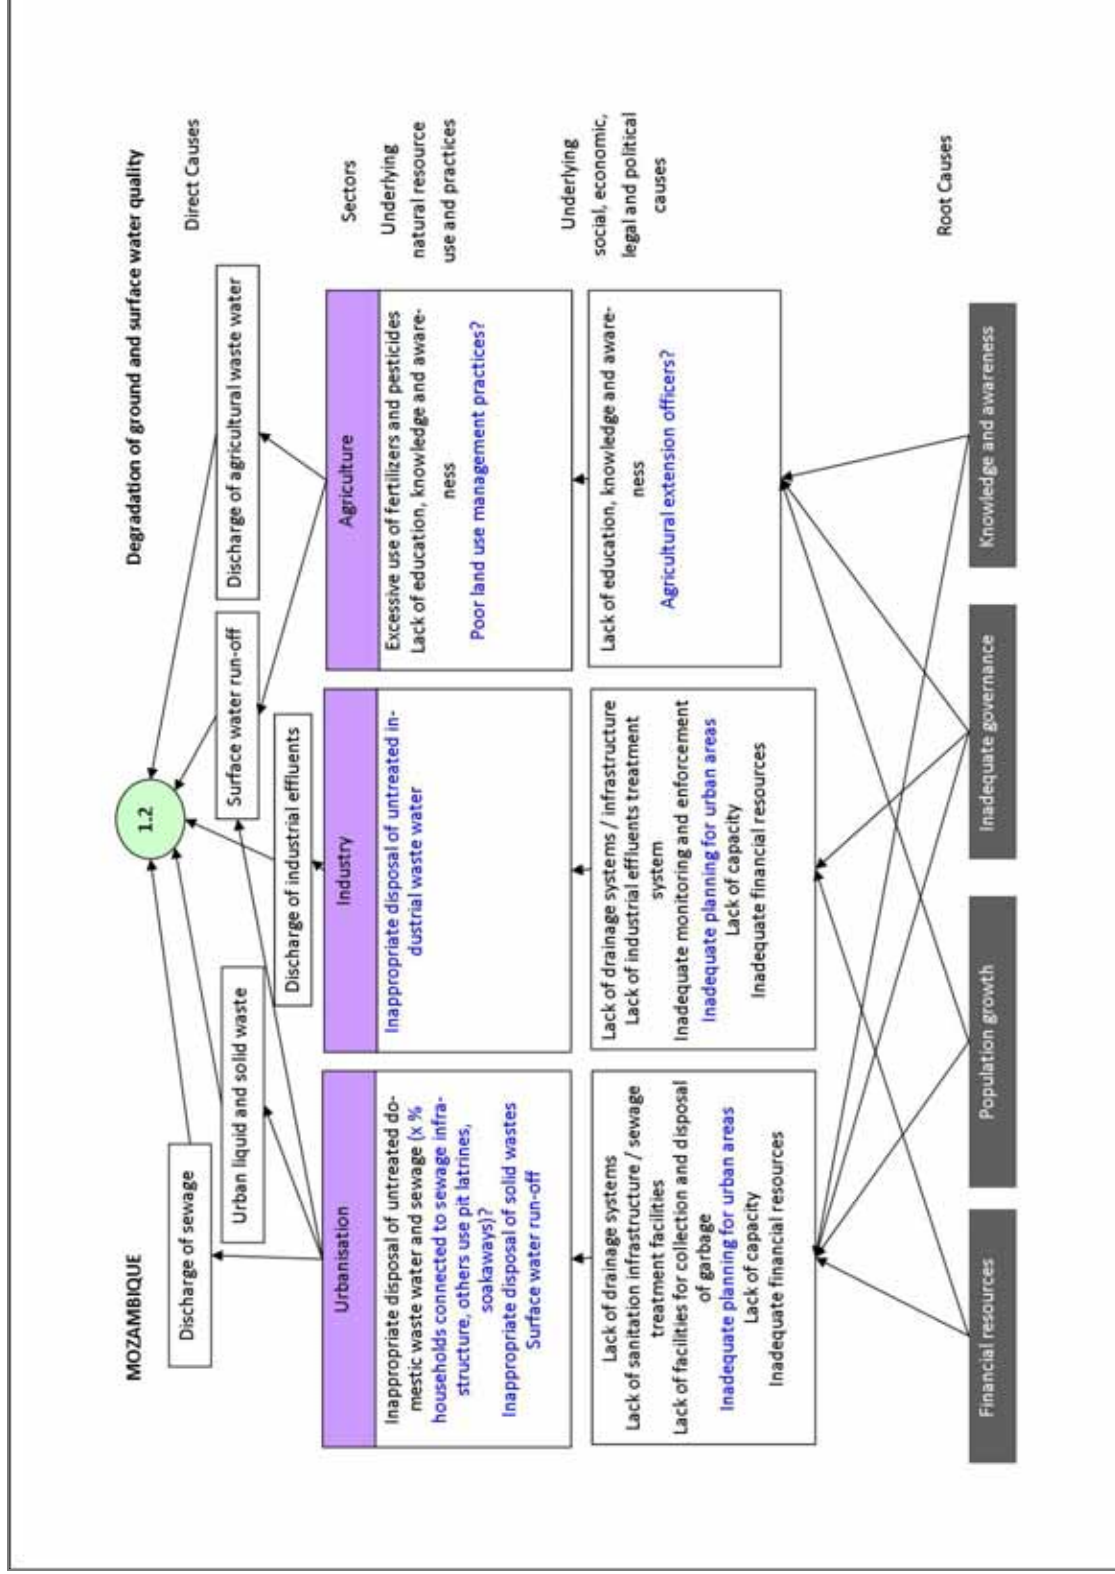 MOZAMBIQUE
Degradation of ground and surface water quality
1.2
Direct Causes
Discharge of sewage
Urban liquid and solid waste
Surface water run-off
Discharge of agricultural waste water
Discharge of industrial effluents
Sectors
Urbanisation
Industry
Agriculture
Underlying
natural resource
use and practices
Inappropriate disposal of untreated do-
mestic waste water and sewage (x %
households connected to sewage infra-
structure, others use pit latrines,
soakaways)?
Inappropriate disposal of solid wastes
Surface water run-off
Inappropriate disposal of untreated in-
dustrial waste water
Excessive use of fertilizers and pesticides
Lack of education, knowledge and aware-
ness
Poor land use management practices?
Underlying
social, economic,
legal and political
causes
Lack of drainage systems
Lack of sanitation infrastructure / sewage
treatment facilities
Lack of facilities for collection and disposal
of garbage
Inadequate planning for urban areas
Lack of capacity
Inadequate financial resources
Lack of drainage systems / infrastructure
Lack of industrial effluents treatment
system
Inadequate monitoring and enforcement
Inadequate planning for urban areas
Lack of capacity
Inadequate financial resources
Lack of education, knowledge and aware-
ness
Agricultural extension officers?
Root Causes
Financial resources
Population growth
Inadequate governance
Knowledge and awareness